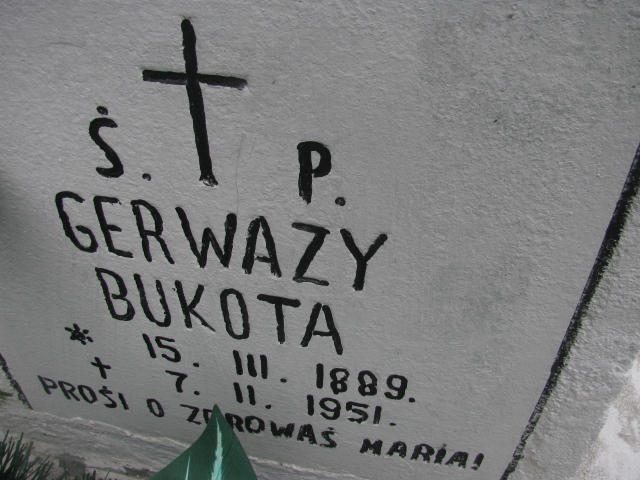 Ś. P.
GERWAZY
BUKOTA
* 15. III. 1889.
+ 7. II. 1951.
PROŚI O ZDROWAŚ MARIA!